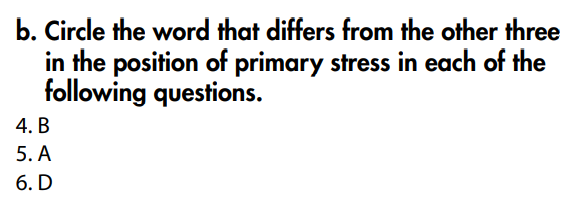 b. Circle the word that differs from the other three
in the position of primary stress in each of the
following questions.
4. B
5. A
6. D